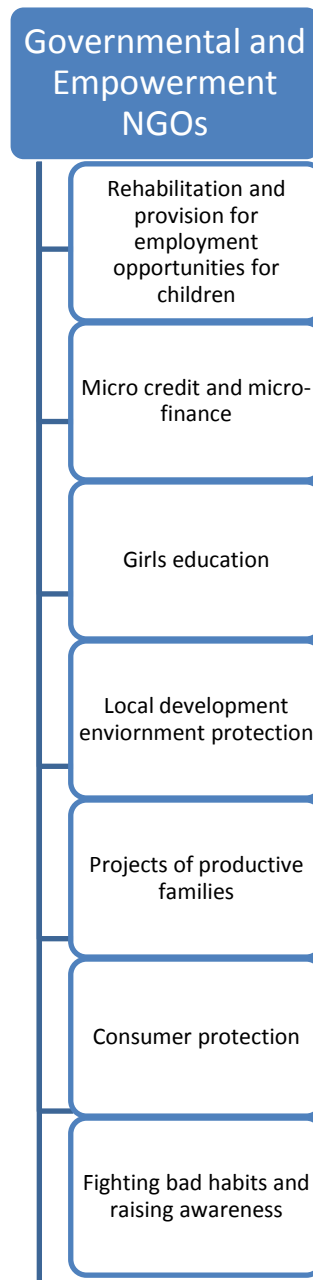 Governmental and
Empowerment
NGOs
Rehabilitation and
provision for
employment
opportunities for
children
Micro credit and micro-
finance
Girls education
Local development
enviornment protection
Projects of productive
families
Consumer protection
Fighting bad habits and
raising awareness